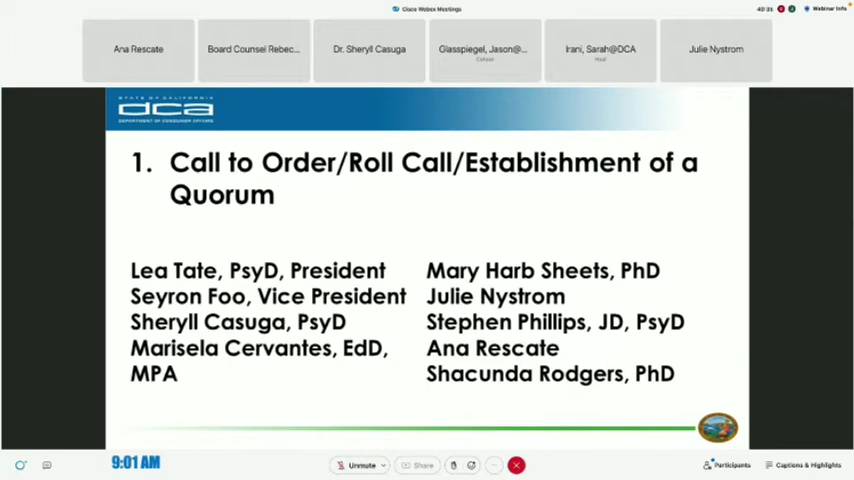 Cisco Webex Meetings
Webinar Info
Ana Rescate
Board Counsel Rebec...
Dr. Sheryll Casuga
Glasspiegel, Jason@...
Cohost
Irani, Sarah@DCA
Host
Julie Nystrom
STATE OF CALIFORNIA
dca
DEPARTMENT OF CONSUMER AFFAIRS
1. Call to Order/Roll Call/Establishment of a
Quorum
Lea Tate, PsyD, President
Seyron Foo, Vice President
Sheryll Casuga, PsyD
Marisela Cervantes, EdD,
MPA
Mary Harb Sheets, PhD
Julie Nystrom
Stephen Phillips, JD, PsyD
Ana Rescate
Shacunda Rodgers, PhD
9:01 AM
Unmute
Share
Participants
Captions & Highlights